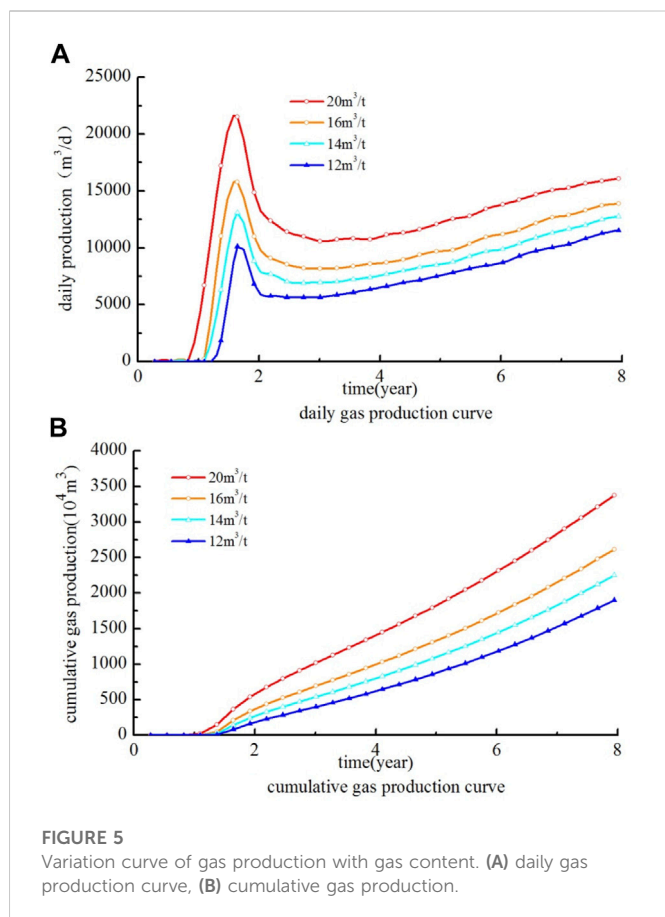 A
25000
20000
15000
10000
5000
0
daily production (m³/d)
20m³/t
16m³/t
14m³/t
12m³/t
0 2 4 6 8
time(year)
daily gas production curve
B
4000
3500
3000
2500
2000
1500
1000
500
0
cumulative gas production(10⁴m³)
20m³/t
16m³/t
14m³/t
12m³/t
0 2 4 6 8
time(year)
cumulative gas production curve
FIGURE 5
Variation curve of gas production with gas content. (A) daily gas
production curve, (B) cumulative gas production.